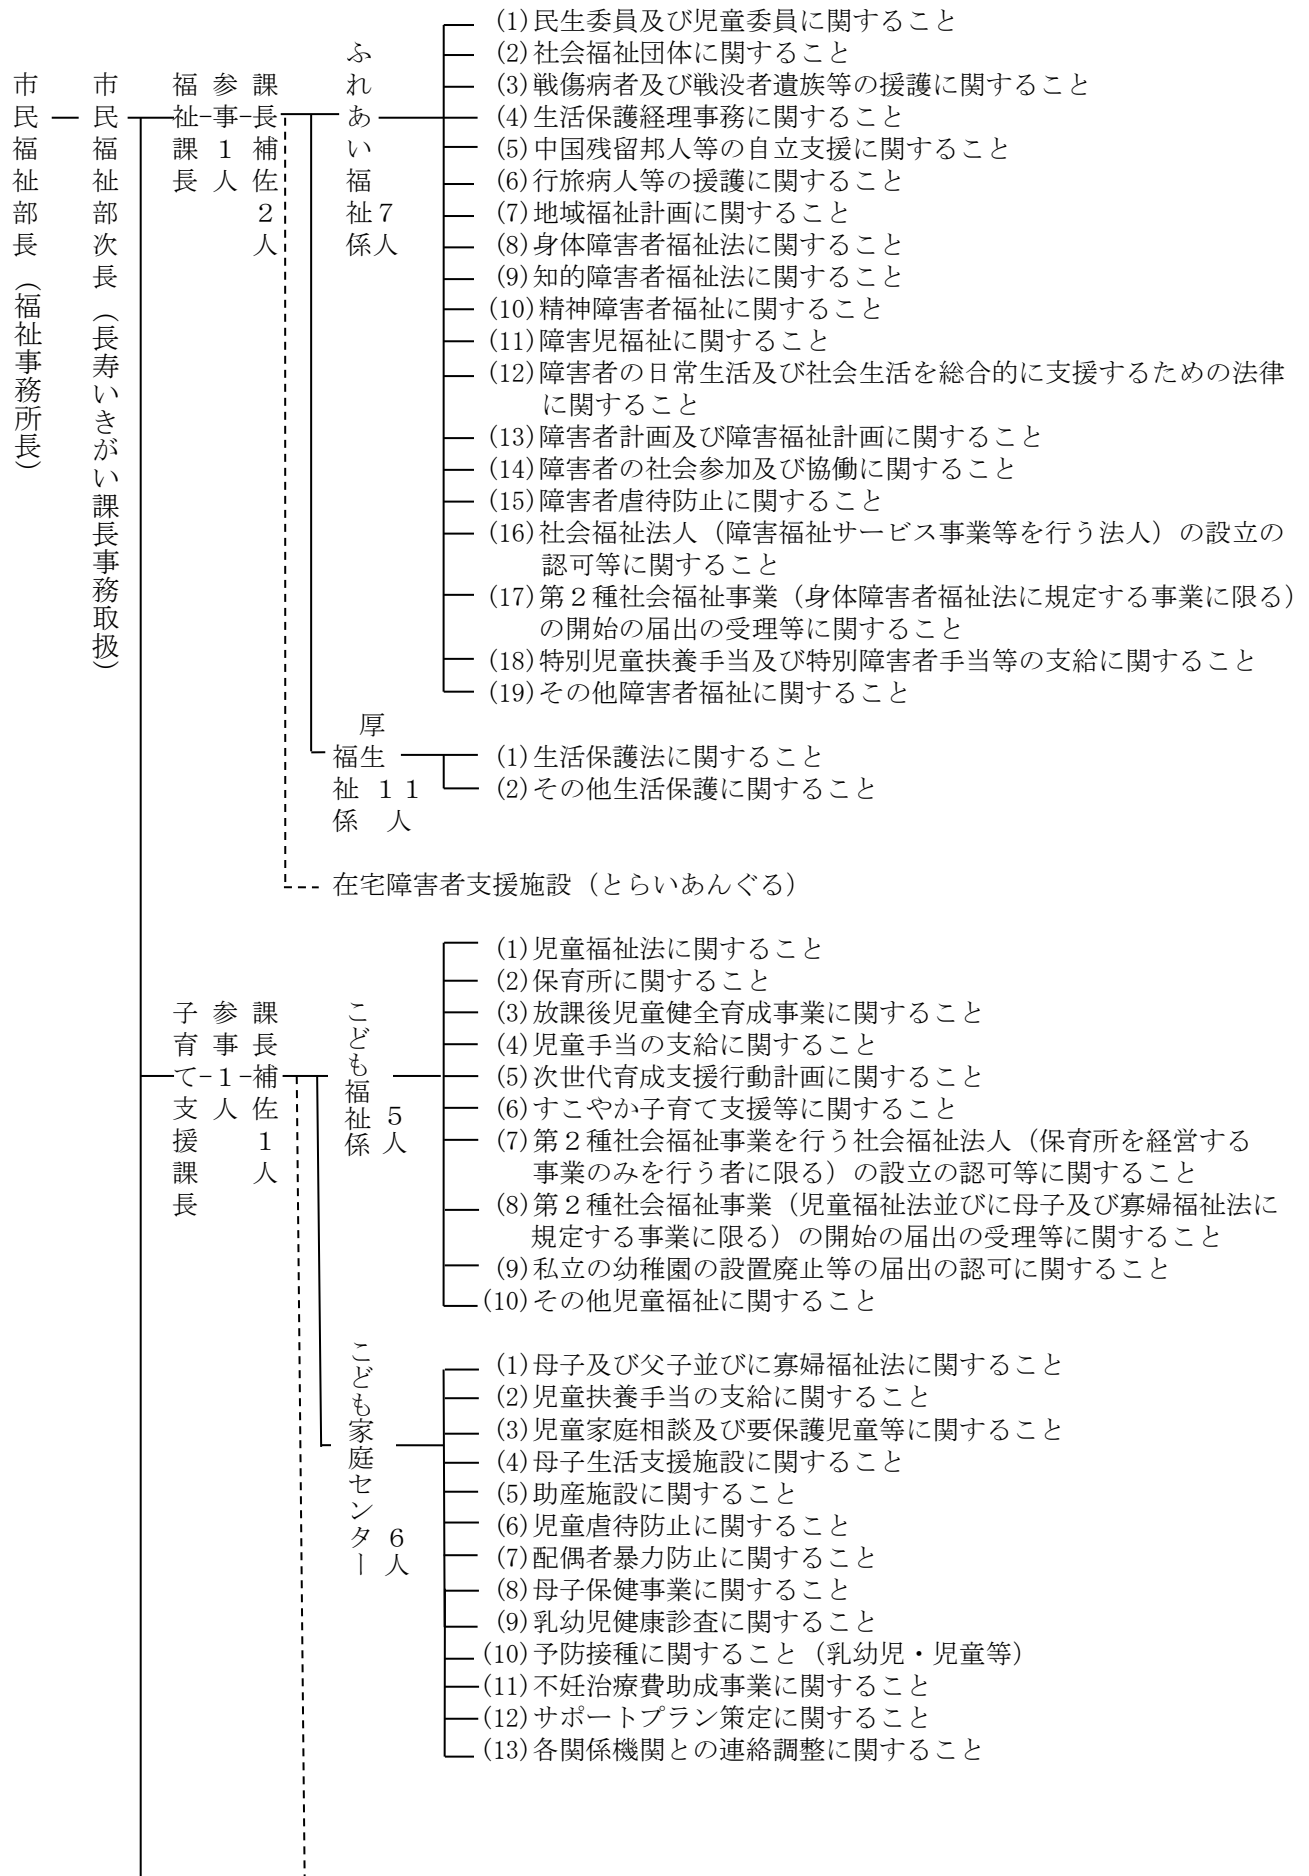 市民福祉部長（福祉事務所長）
市民福祉部次長（長寿いきがい課長事務取扱）
福祉課長
参事１人
課長補佐２人
ふれあい福祉係
７人
(1)民生委員及び児童委員に関すること
(2)社会福祉団体に関すること
(3)戦傷病者及び戦没者遺族等の援護に関すること
(4)生活保護経理事務に関すること
(5)中国残留邦人等の自立支援に関すること
(6)行旅病人等の援護に関すること
(7)地域福祉計画に関すること
(8)身体障害者福祉法に関すること
(9)知的障害者福祉法に関すること
(10)精神障害者福祉に関すること
(11)障害児福祉に関すること
(12)障害者の日常生活及び社会生活を総合的に支援するための法律
に関すること
(13)障害者計画及び障害福祉計画に関すること
(14)障害者の社会参加及び協働に関すること
(15)障害者虐待防止に関すること
(16)社会福祉法人（障害福祉サービス事業等を行う法人）の設立の
認可等に関すること
(17)第２種社会福祉事業（身体障害者福祉法に規定する事業に限る）
の開始の届出の受理等に関すること
(18)特別児童扶養手当及び特別障害者手当等の支給に関すること
(19)その他障害者福祉に関すること
厚生福祉係
１１人
(1)生活保護法に関すること
(2)その他生活保護に関すること
在宅障害者支援施設（とらいあんぐる）
子育て支援課長
参事１人
課長補佐１人
こども福祉係
５人
(1)児童福祉法に関すること
(2)保育所に関すること
(3)放課後児童健全育成事業に関すること
(4)児童手当の支給に関すること
(5)次世代育成支援行動計画に関すること
(6)すこやか子育て支援等に関すること
(7)第２種社会福祉事業を行う社会福祉法人（保育所を経営する
事業のみを行う者に限る）の設立の認可等に関すること
(8)第２種社会福祉事業（児童福祉法並びに母子及び寡婦福祉法に
規定する事業に限る）の開始の届出の受理等に関すること
(9)私立の幼稚園の設置廃止等の届出の認可に関すること
(10)その他児童福祉に関すること
こども家庭センター
６人
(1)母子及び父子並びに寡婦福祉法に関すること
(2)児童扶養手当の支給に関すること
(3)児童家庭相談及び要保護児童等に関すること
(4)母子生活支援施設に関すること
(5)助産施設に関すること
(6)児童虐待防止に関すること
(7)配偶者暴力防止に関すること
(8)母子保健事業に関すること
(9)乳幼児健康診査に関すること
(10)予防接種に関すること（乳幼児・児童等）
(11)不妊治療費助成事業に関すること
(12)サポートプラン策定に関すること
(13)各関係機関との連絡調整に関すること